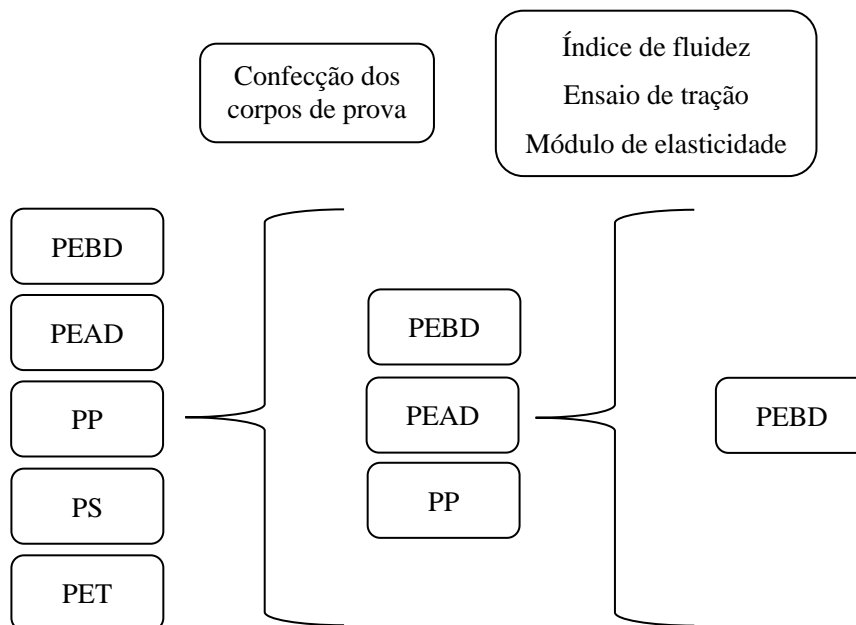 Confecção dos
corpos de prova
Índice de fluidez
Ensaio de tração
Módulo de elasticidade
PEBD
PEAD
PP
PS
PET
PEBD
PEAD
PP
PEBD